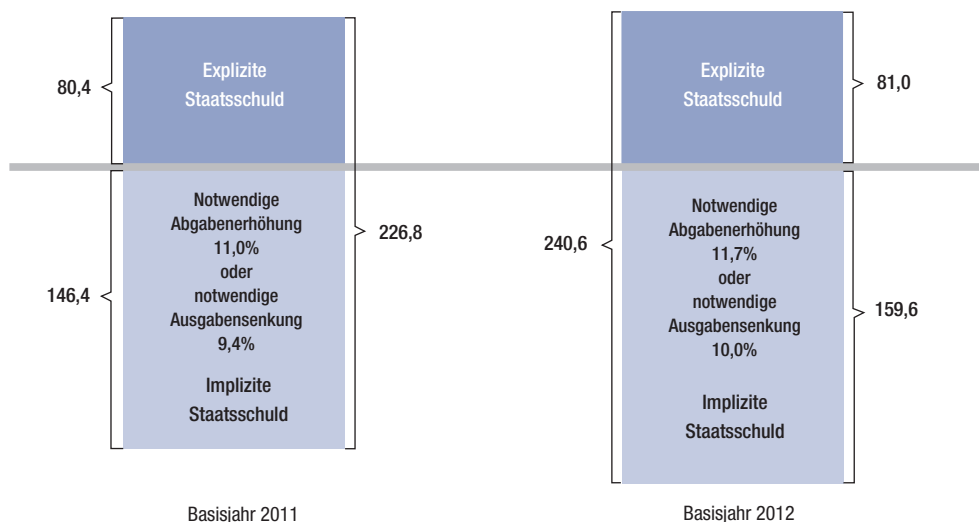 80,4
Explizite
Staatsschuld
146,4
Notwendige
Abgabenerhöhung
11,0%
oder
notwendige
Ausgabensenkung
9,4%
Implizite
Staatsschuld
226,8
Basisjahr 2011
240,6
Explizite
Staatsschuld
81,0
Notwendige
Abgabenerhöhung
11,7%
oder
notwendige
Ausgabensenkung
10,0%
Implizite
Staatsschuld
159,6
Basisjahr 2012